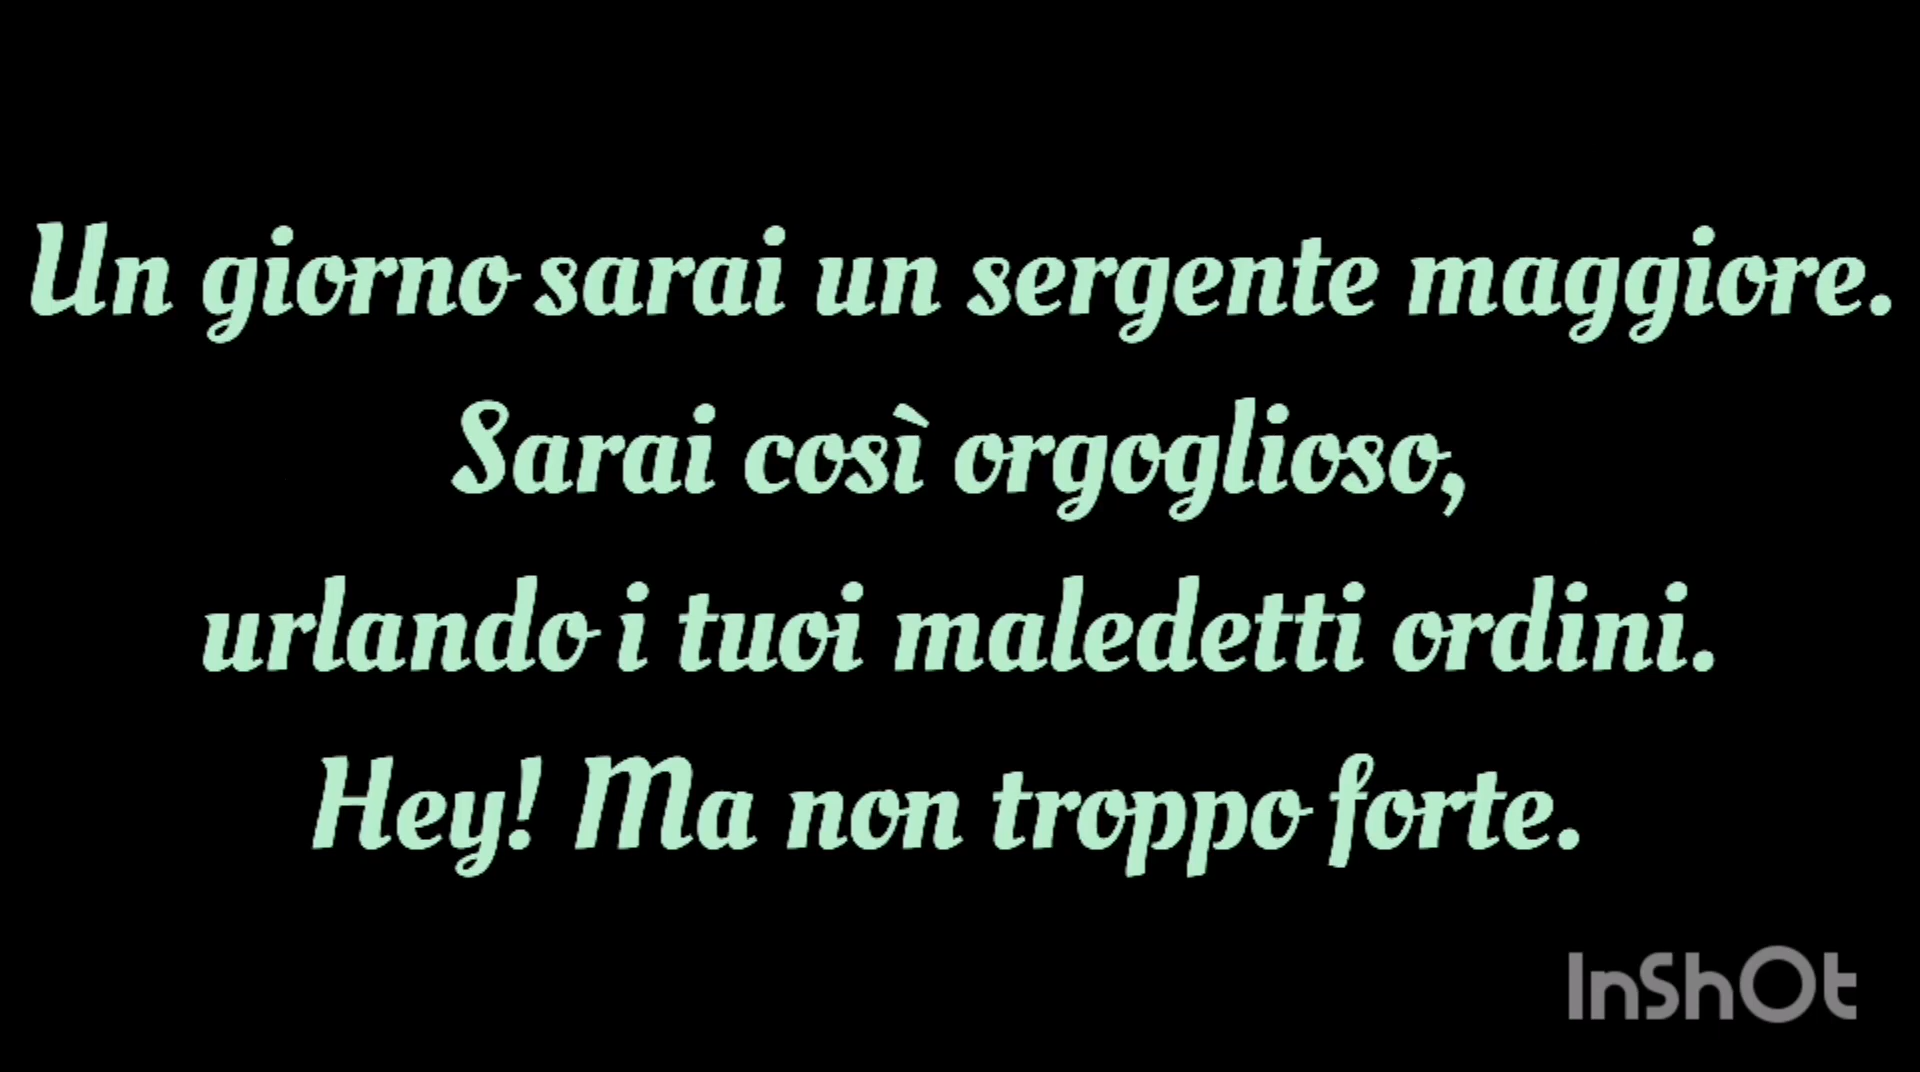 Un giorno sarai un sergente maggiore.
Sarai così orgoglioso,
urlando i tuoi maledetti ordini.
Hey! Ma non troppo forte.
InShOt